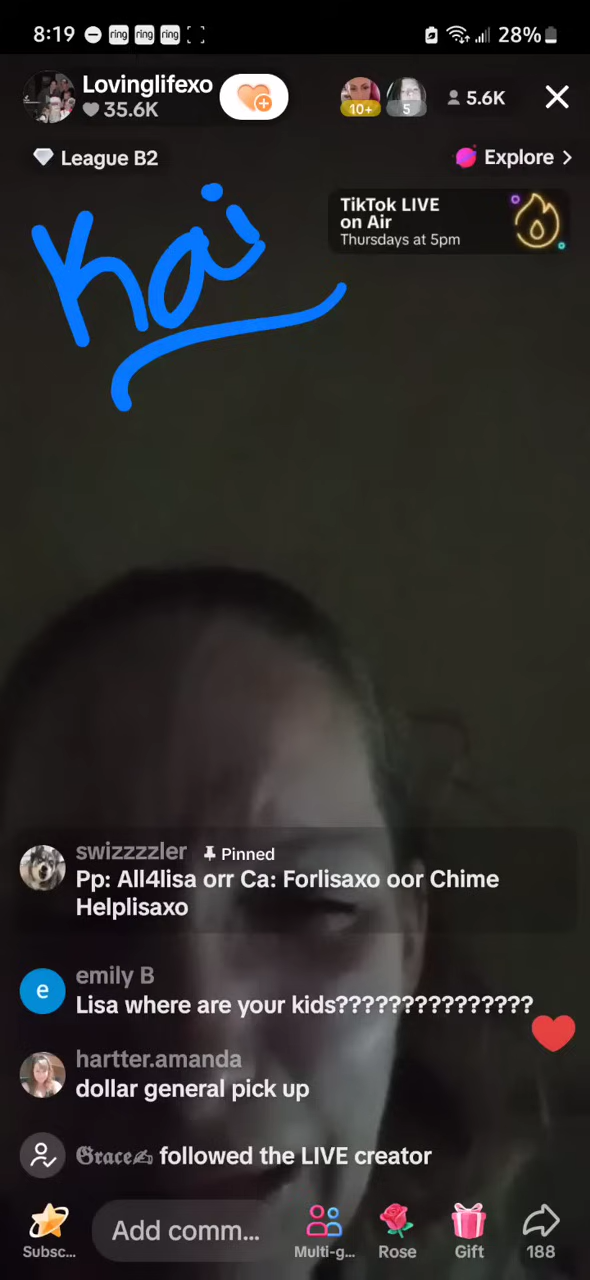 8:19 ring ring ring 28%
Lovinglifexo
35.6K
10+ 5 5.6K
League B2
Explore >
TikTok LIVE
on Air
Thursdays at 5pm
Kai
swizzzzler Pinned
Pp: All4lisa orr Ca: Forlisaxo oor Chime
Helplisaxo
e
emily B
Lisa where are your kids???????????????
hartter.amanda
dollar general pick up
𝕲𝖗𝖆𝖈𝖊✍ followed the LIVE creator
Add comm...
Subsc... Multi-g... Rose Gift 188